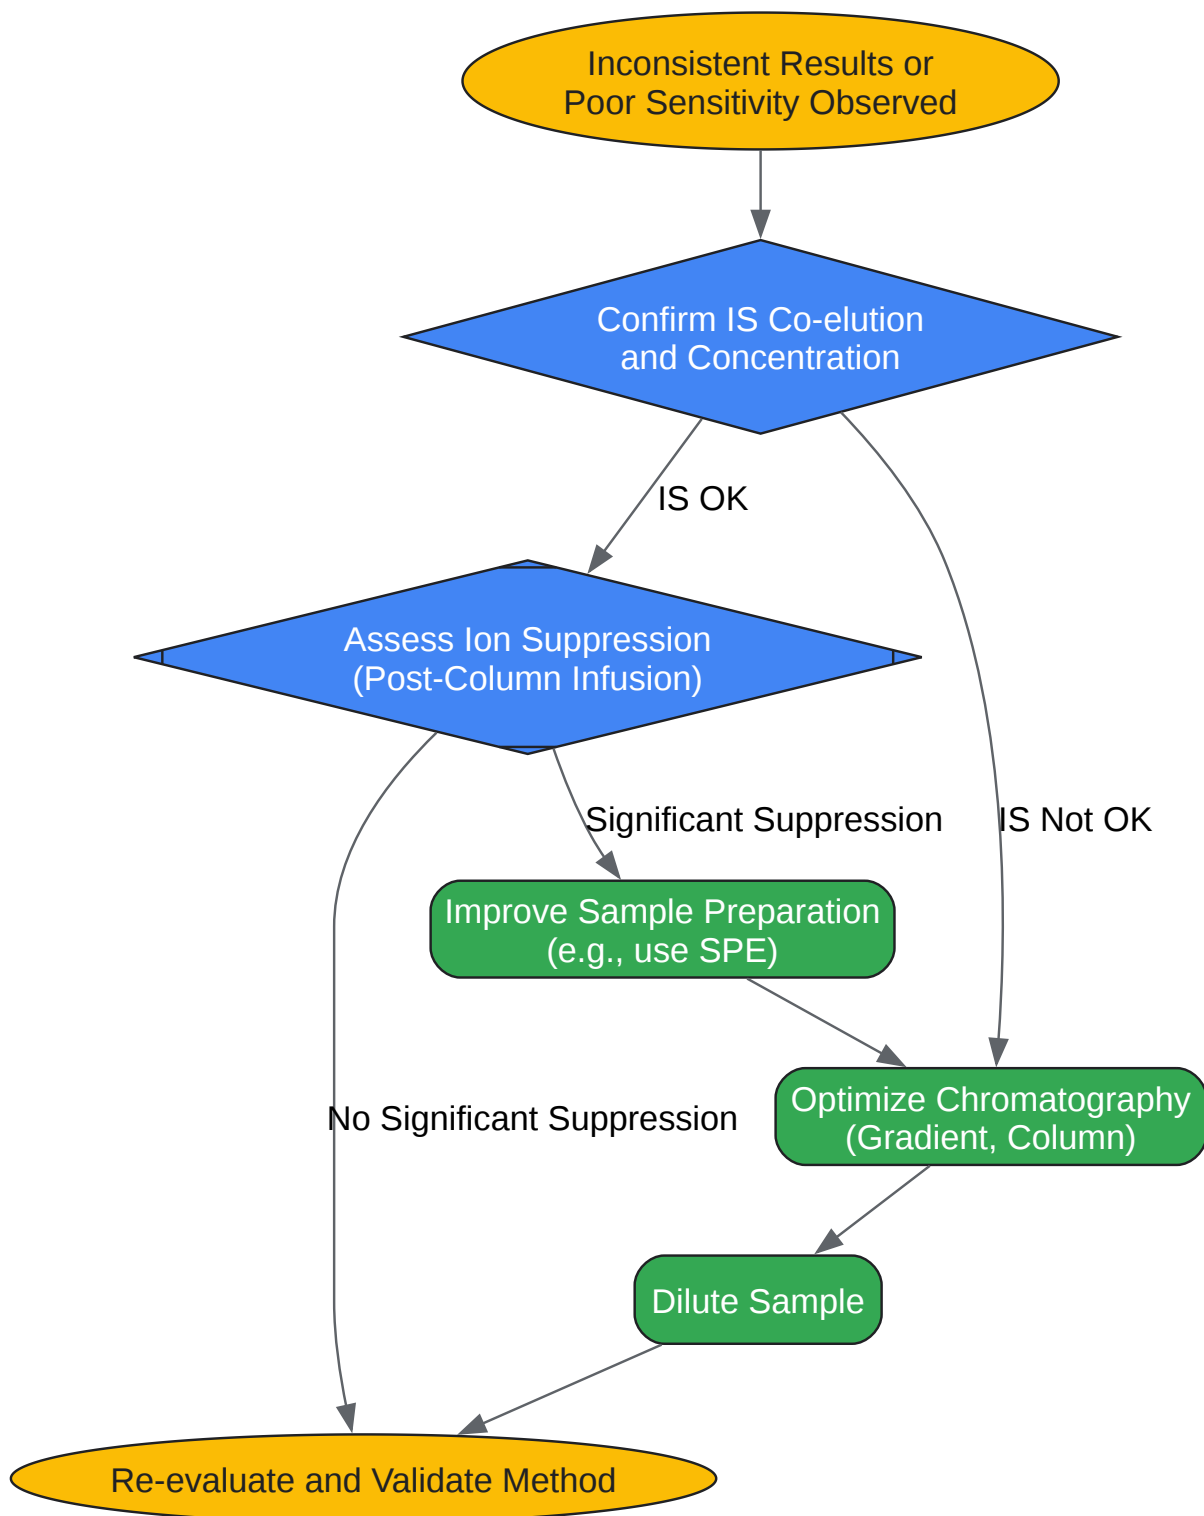 Inconsistent Results or
Poor Sensitivity Observed
Confirm IS Co-elution
and Concentration
IS OK
Assess Ion Suppression
(Post-Column Infusion)
Significant Suppression
IS Not OK
Improve Sample Preparation
(e.g., use SPE)
Optimize Chromatography
(Gradient, Column)
No Significant Suppression
Dilute Sample
Re-evaluate and Validate Method